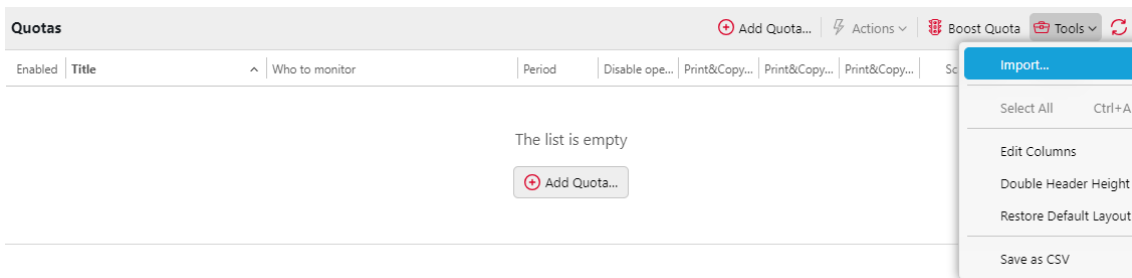 Quotas Add Quota... Actions Boost Quota Tools
Enabled Title Who to monitor Period Disable ope... Print&Copy... Print&Copy... Print&Copy... Sc
Import...
Select All Ctrl+A
The list is empty
Edit Columns
Add Quota...
Double Header Height
Restore Default Layout
Save as CSV